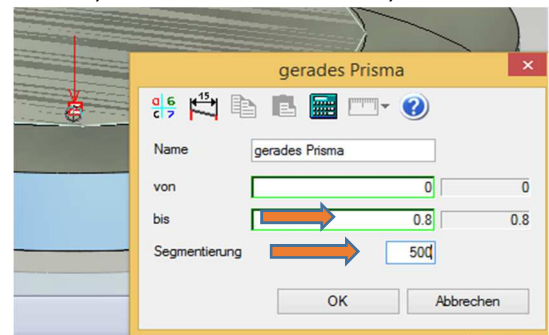 gerades Prisma
Name gerades Prisma
von 0 0
bis 0.8 0.8
Segmentierung 500
OK Abbrechen